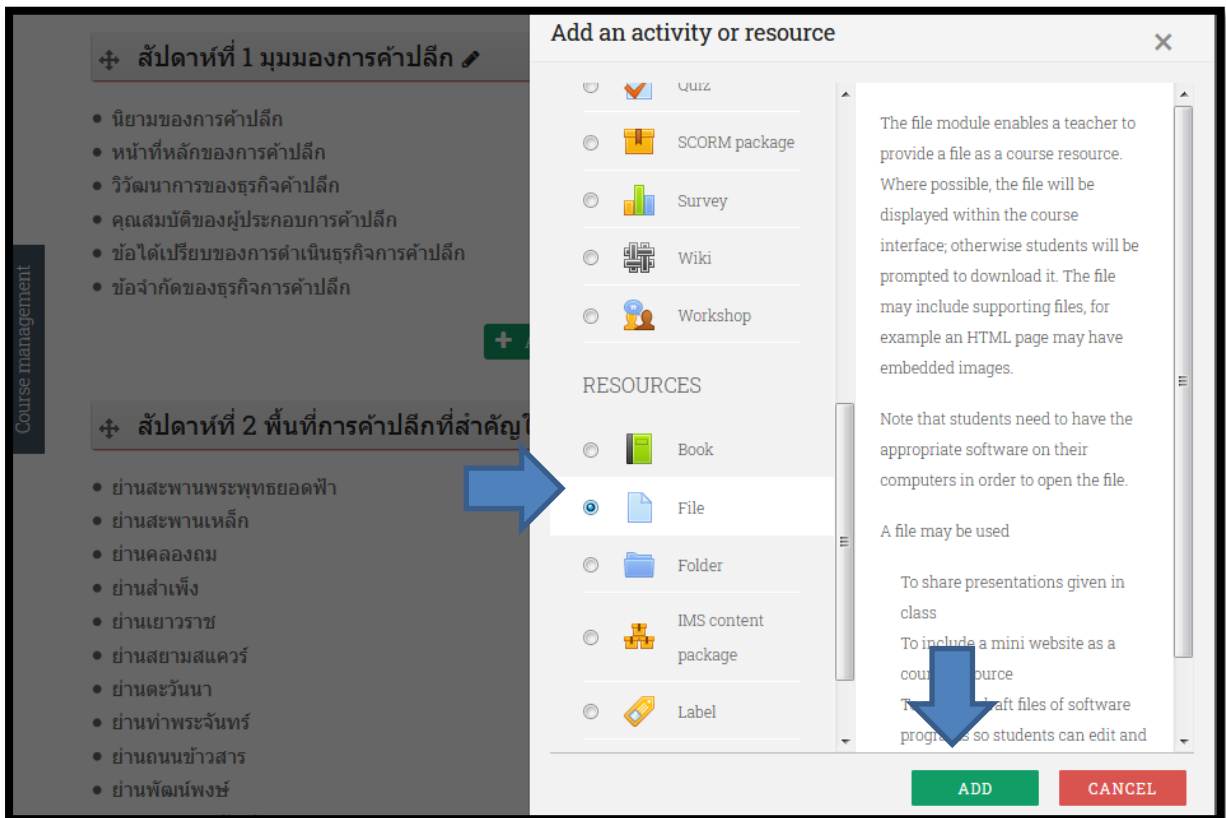 สัปดาห์ที่ 1 มุมมองการค้าปลีก
นิยามของการค้าปลีก
หน้าที่หลักของการค้าปลีก
วิวัฒนาการของธุรกิจค้าปลีก
คุณสมบัติของผู้ประกอบการค้าปลีก
ข้อได้เปรียบของการดำเนินธุรกิจการค้าปลีก
ข้อจำกัดของธุรกิจการค้าปลีก
Course management
สัปดาห์ที่ 2 พื้นที่การค้าปลีกที่สำคัญ
ย่านสะพานพระพุทธยอดฟ้า
ย่านสะพานเหล็ก
ย่านคลองถม
ย่านสำเพ็ง
ย่านเยาวราช
ย่านสยามสแควร์
ย่านตะวันนา
ย่านท่าพระจันทร์
ย่านถนนข้าวสาร
ย่านพัฒน์พงษ์
Add an activity or resource
Quiz
SCORM package
Survey
Wiki
Workshop
RESOURCES
Book
File
Folder
IMS content
package
Label
The file module enables a teacher to
provide a file as a course resource.
Where possible, the file will be
displayed within the course
interface; otherwise students will be
prompted to download it. The file
may include supporting files, for
example an HTML page may have
embedded images.
Note that students need to have the
appropriate software on their
computers in order to open the file.
A file may be used
To share presentations given in
class
To include a mini website as a
files of software
so students can edit and
ADD
CANCEL